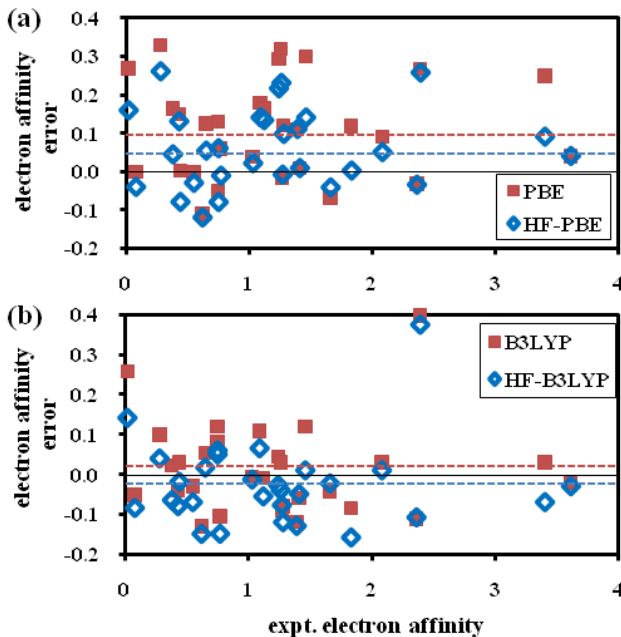 (a)
electron affinity
error
0.4
0.3
0.2
0.1
0.0
-0.1
-0.2
PBE
HF-PBE
0 1 2 3 4
(b)
electron affinity
error
0.4
0.3
0.2
0.1
0.0
-0.1
-0.2
B3LYP
HF-B3LYP
0 1 2 3 4
expt. electron affinity